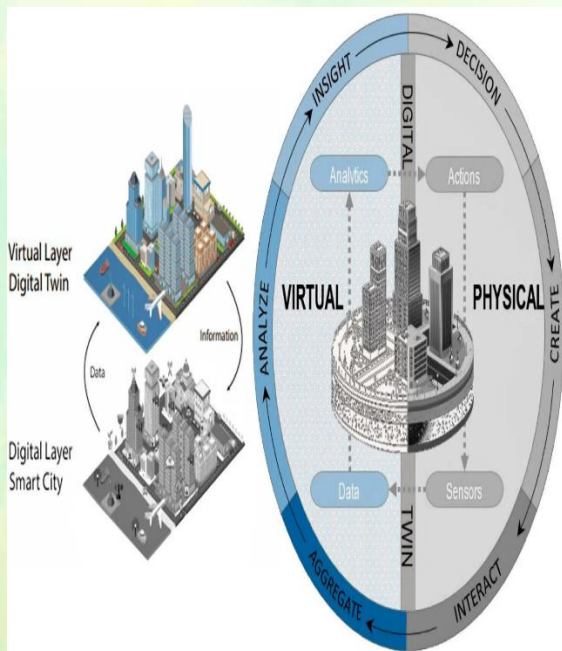 Virtual Layer
Digital Twin
Data
Information
Digital Layer
Smart City
INSIGHT
DECISION
CREATE
INTERACT
AGGREGATE
ANALYZE
DIGITAL
TWIN
Analytics
Actions
VIRTUAL
PHYSICAL
Data
Sensors